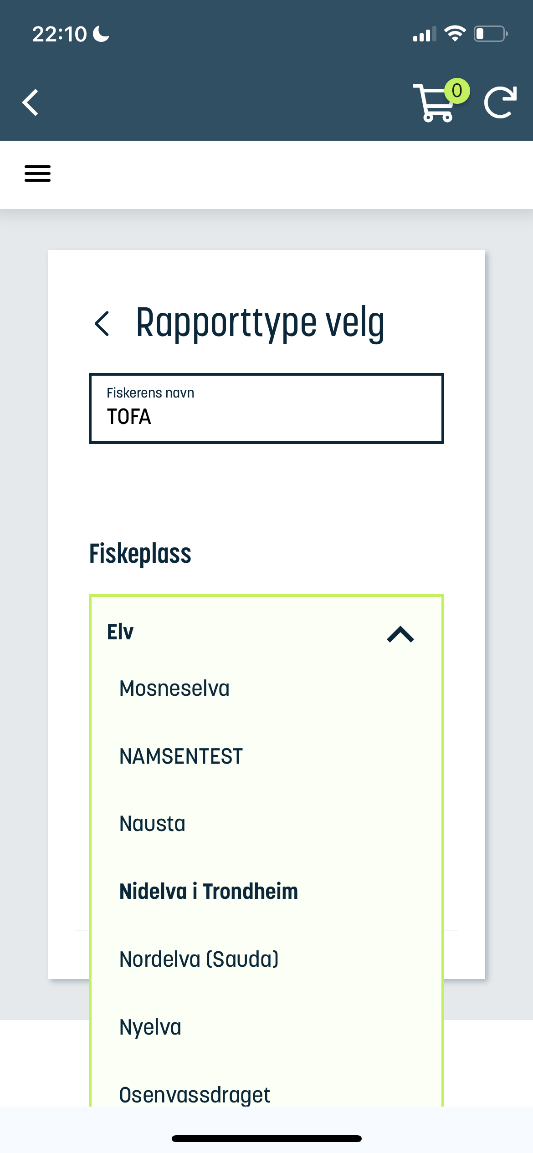 22:10
0
Rapporttype velg
Fiskerens navn
TOFA
Fiskeplass
Elv
Mosneselva
NAMSENTEST
Nausta
Nidelva i Trondheim
Nordelva (Sauda)
Nyelva
Osenvassdraget